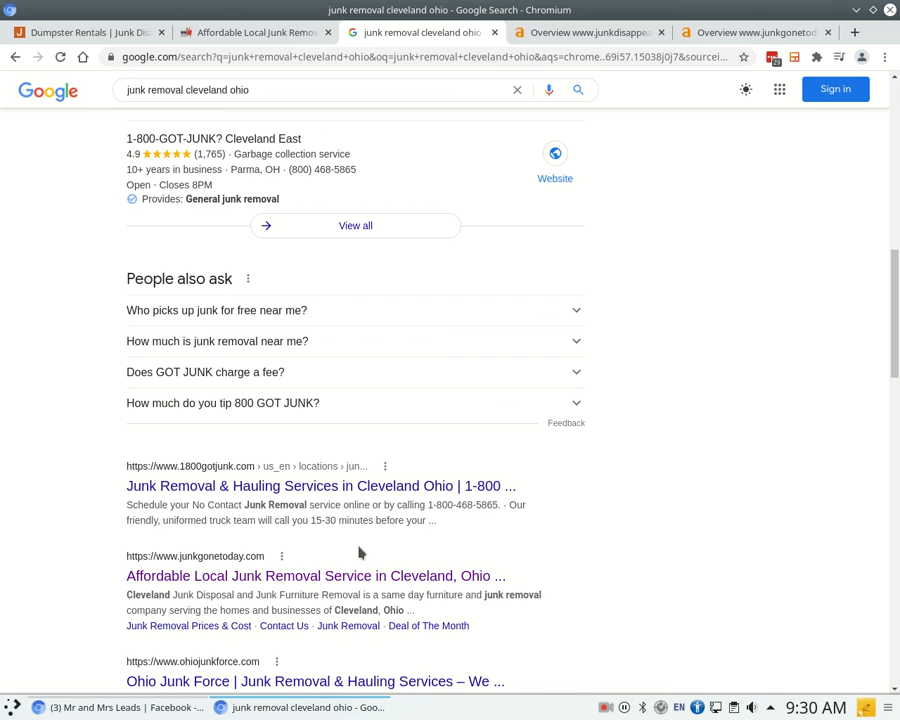 junk removal cleveland ohio - Google Search - Chromium
Dumpster Rentals | Junk Dis
Affordable Local Junk Remov
junk removal cleveland ohio
Overview www.junkdisappea
Overview www.junkgonetod
google.com/search?q=junk+removal+cleveland+ohio&oq=junk+removal+cleveland+ohio&aqs=chrome..69i57.15038j0j7&sourcei...
29
Google
junk removal cleveland ohio
Sign in
1-800-GOT-JUNK? Cleveland East
4.9 ★★★★★ (1,765) · Garbage collection service
10+ years in business · Parma, OH · (800) 468-5865
Open · Closes 8PM
Provides: General junk removal
Website
View all
People also ask
Who picks up junk for free near me?
How much is junk removal near me?
Does GOT JUNK charge a fee?
How much do you tip 800 GOT JUNK?
Feedback
https://www.1800gotjunk.com › us_en › locations › jun...
Junk Removal & Hauling Services in Cleveland Ohio | 1-800 ...
Schedule your No Contact Junk Removal service online or by calling 1-800-468-5865. · Our
friendly, uniformed truck team will call you 15-30 minutes before your ...
https://www.junkgonetoday.com
Affordable Local Junk Removal Service in Cleveland, Ohio ...
Cleveland Junk Disposal and Junk Furniture Removal is a same day furniture and junk removal
company serving the homes and businesses of Cleveland, Ohio ...
Junk Removal Prices & Cost · Contact Us · Junk Removal · Deal of The Month
https://www.ohiojunkforce.com
Ohio Junk Force | Junk Removal & Hauling Services – We ...
(3) Mr and Mrs Leads | Facebook -...
junk removal cleveland ohio - Goo...
EN
9:30 AM